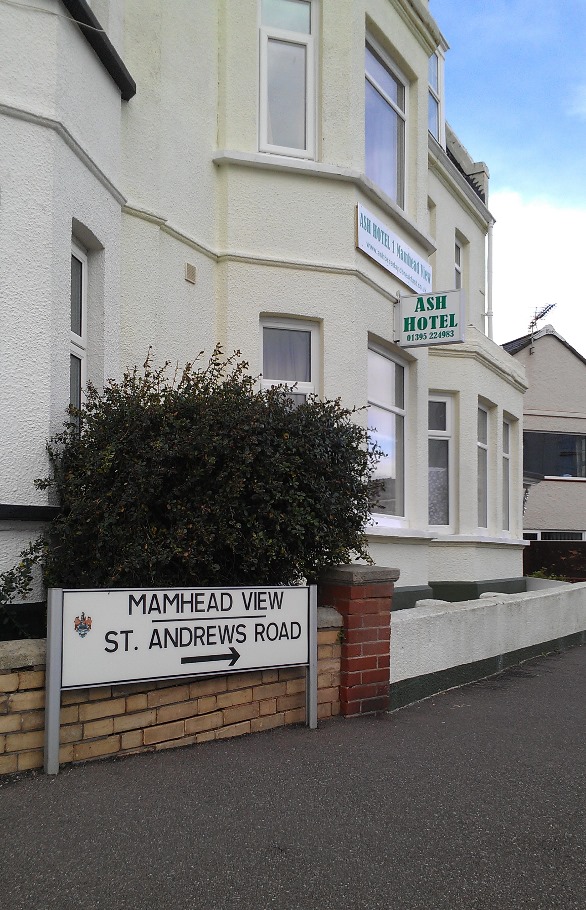 ASH HOTEL 1 Mamhead View
ASH
HOTEL
01395 224983
MAMHEAD VIEW
ST. ANDREWS ROAD